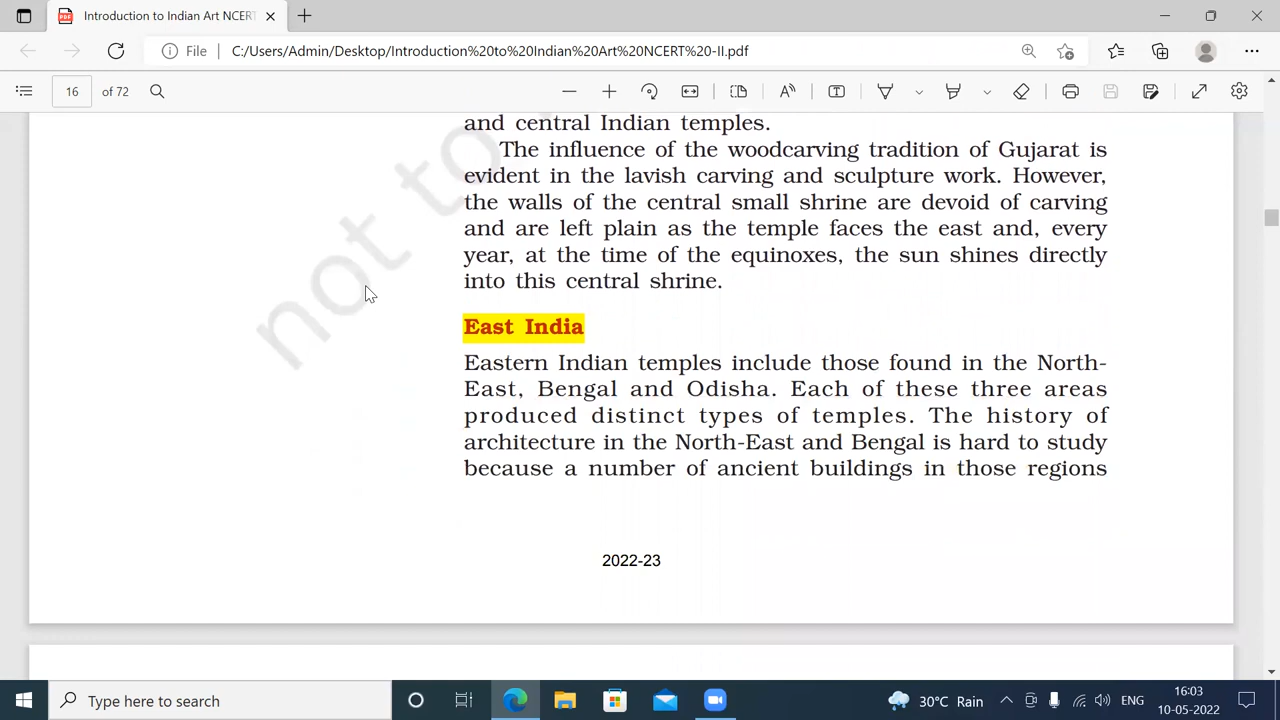 Introduction to Indian Art NCERT
File
C:/Users/Admin/Desktop/Introduction%20to%20Indian%20Art%20NCERT%20-II.pdf
16
of 72
not to
and central Indian temples.
The influence of the woodcarving tradition of Gujarat is
evident in the lavish carving and sculpture work. However,
the walls of the central small shrine are devoid of carving
and are left plain as the temple faces the east and, every
year, at the time of the equinoxes, the sun shines directly
into this central shrine.
East India
Eastern Indian temples include those found in the North-
East, Bengal and Odisha. Each of these three areas
produced distinct types of temples. The history of
architecture in the North-East and Bengal is hard to study
because a number of ancient buildings in those regions
2022-23
Type here to search
30°C Rain
ENG
16:03
10-05-2022